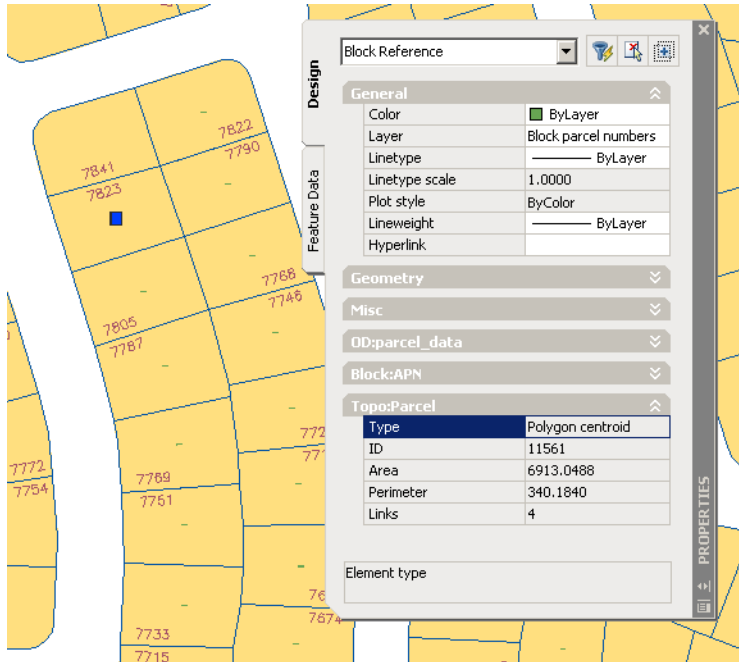 7822
7790
7841
7823
7768
7746
7805
7787
7772
7754
7769
7751
7733
7715
7674
Design
Feature Data
Block Reference
General
Color ByLayer
Layer Block parcel numbers
Linetype ByLayer
Linetype scale 1.0000
Plot style ByColor
Lineweight ByLayer
Hyperlink
Geometry
Misc
OD:parcel_data
Block:APN
Topo:Parcel
Type Polygon centroid
ID 11561
Area 6913.0488
Perimeter 340.1840
Links 4
Element type
PROPERTIES